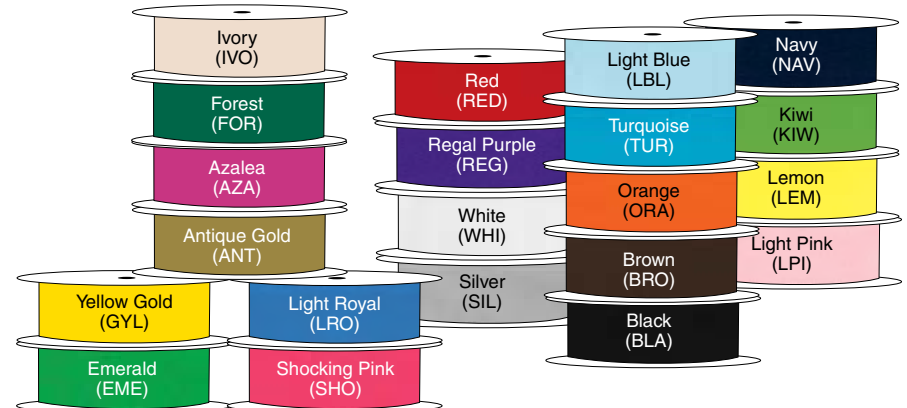 Ivory
(IVO)
Forest
(FOR)
Azalea
(AZA)
Antique Gold
(ANT)
Yellow Gold
(GYL)
Emerald
(EME)
Light Royal
(LRO)
Shocking Pink
(SHO)
Red
(RED)
Regal Purple
(REG)
White
(WHI)
Silver
(SIL)
Light Blue
(LBL)
Turquoise
(TUR)
Orange
(ORA)
Brown
(BRO)
Black
(BLA)
Navy
(NAV)
Kiwi
(KIW)
Lemon
(LEM)
Light Pink
(LPI)